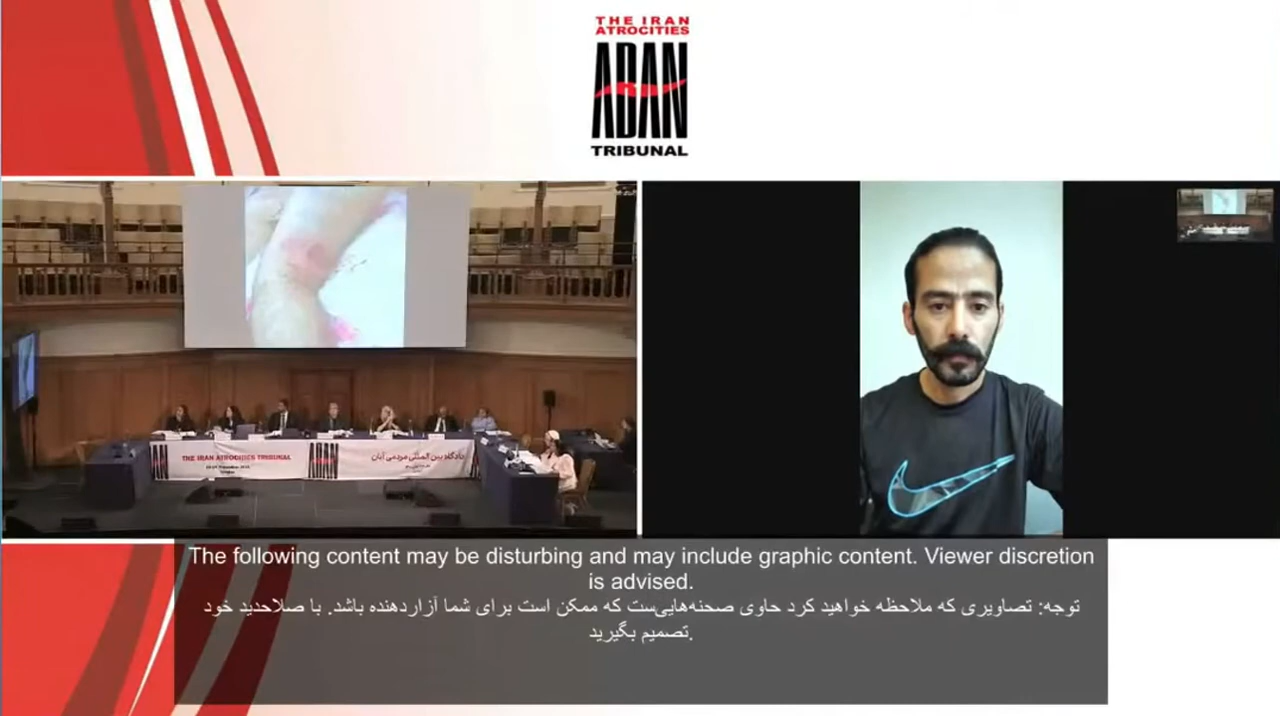 THE IRAN
ATROCITIES
ABAN
TRIBUNAL
THE IRAN ATROCITIES TRIBUNAL
ABAN
دادگاه بین‌المللی مردمی آبان
The following content may be disturbing and may include graphic content. Viewer discretion
is advised.
توجه: تصاویری که ملاحظه خواهید کرد حاوی صحنه‌هایی‌ست که ممکن است برای شما آزاردهنده باشد. با صلاحدید خود
تصمیم بگیرید.